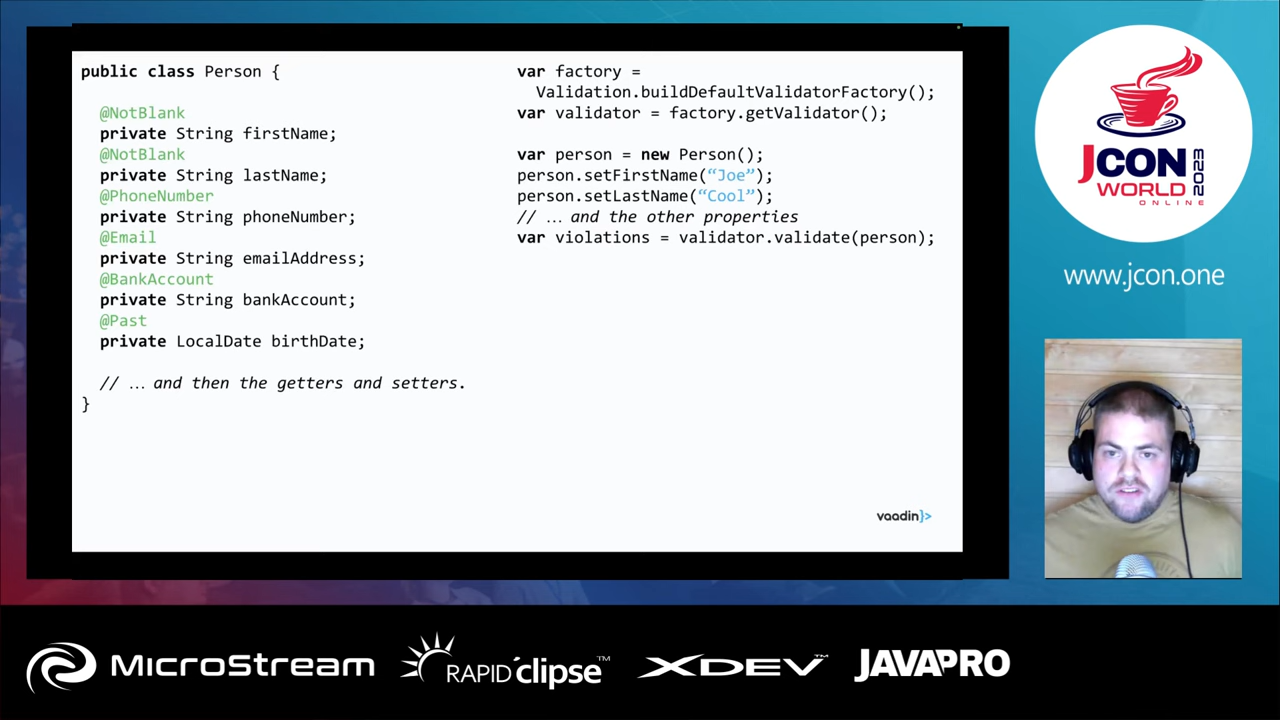 public class Person {
@NotBlank
private String firstName;
@NotBlank
private String lastName;
@PhoneNumber
private String phoneNumber;
@Email
private String emailAddress;
@BankAccount
private String bankAccount;
@Past
private LocalDate birthDate;
// … and then the getters and setters.
}
var factory =
Validation.buildDefaultValidatorFactory();
var validator = factory.getValidator();
var person = new Person();
person.setFirstName(“Joe”);
person.setLastName(“Cool”);
// … and the other properties
var violations = validator.validate(person);
vaadin}>
JCON
WORLD
ONLINE
2023
www.jcon.one
MicroStream
RAPIDclipse™
XDEV™
JAVAPRO